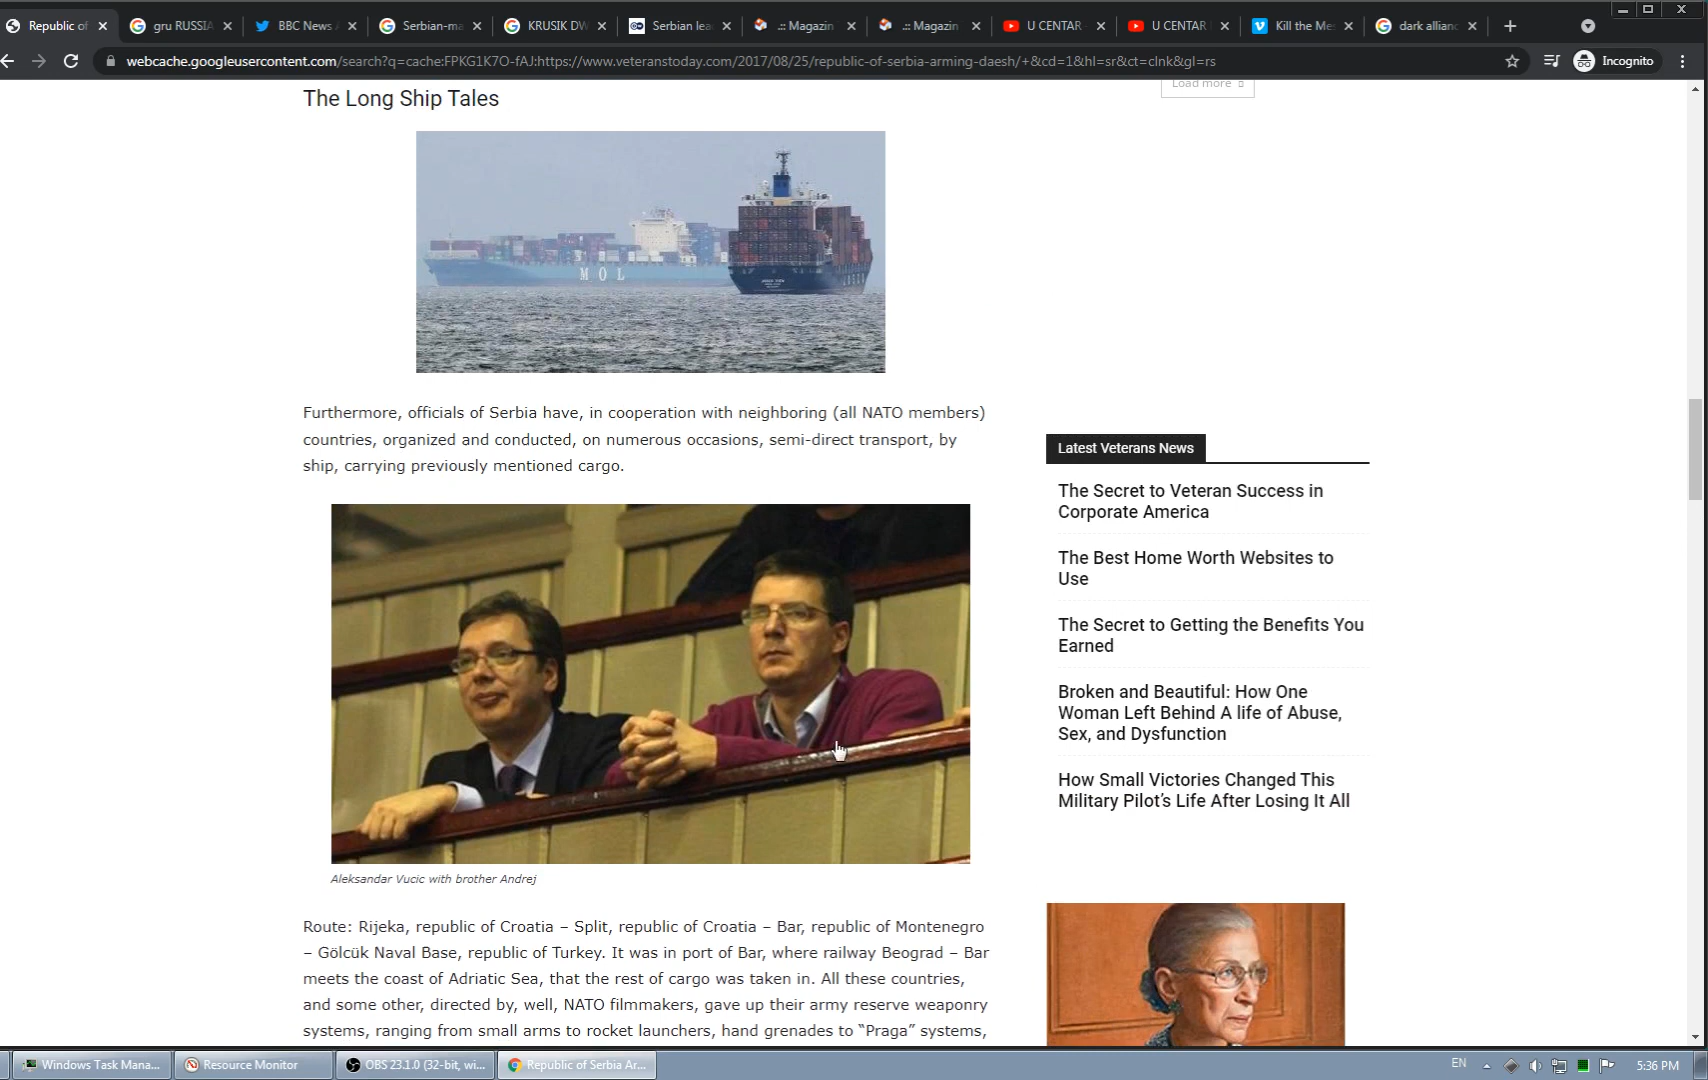 Republic of
gru RUSSIA
BBC News
Serbian-ma
KRUSIK DW
Serbian lea
.:: Magazin
.:: Magazin
U CENTAR
U CENTAR
Kill the Me
dark allianc
webcache.googleusercontent.com/search?q=cache:FPKG1K7O-fAJ:https://www.veteranstoday.com/2017/08/25/republic-of-serbia-arming-daesh/+&cd=1&hl=sr&ct=clnk&gl=rs
Incognito
Load more
The Long Ship Tales
M O L
Furthermore, officials of Serbia have, in cooperation with neighboring (all NATO members)
countries, organized and conducted, on numerous occasions, semi-direct transport, by
ship, carrying previously mentioned cargo.
Aleksandar Vucic with brother Andrej
Route: Rijeka, republic of Croatia – Split, republic of Croatia – Bar, republic of Montenegro
– Gölcük Naval Base, republic of Turkey. It was in port of Bar, where railway Beograd – Bar
meets the coast of Adriatic Sea, that the rest of cargo was taken in. All these countries,
and some other, directed by, well, NATO filmmakers, gave up their army reserve weaponry
systems, ranging from small arms to rocket launchers, hand grenades to “Praga” systems,
Latest Veterans News
The Secret to Veteran Success in
Corporate America
The Best Home Worth Websites to
Use
The Secret to Getting the Benefits You
Earned
Broken and Beautiful: How One
Woman Left Behind A life of Abuse,
Sex, and Dysfunction
How Small Victories Changed This
Military Pilot’s Life After Losing It All
Windows Task Mana...
Resource Monitor
OBS 23.1.0 (32-bit, wi...
Republic of Serbia Ar...
EN
5:36 PM